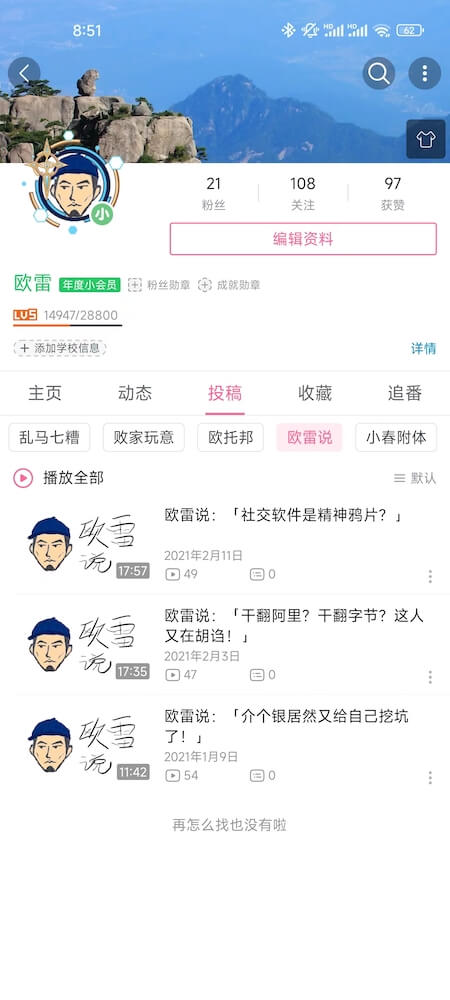 8:51
HD HD 62
21 108 97
粉丝 关注 获赞
编辑资料
小
欧雷 年度小会员 粉丝勋章 成就勋章
LV5 14947/28800
+ 添加学校信息 详情
主页 动态 投稿 收藏 追番
乱马七糟 败家玩意 欧托邦 欧雷说 小春附体
播放全部 默认
欧雷说:「社交软件是精神鸦片?」
欧雷
说
17:57
2021年2月11日
49 0
欧雷说:「干翻阿里?干翻字节?这人
又在胡诌!」
欧雷
说
17:35
2021年2月3日
47 0
欧雷说:「介个银居然又给自己挖坑
了!」
欧雷
说
11:42
2021年1月9日
54 0
再怎么找也没有啦